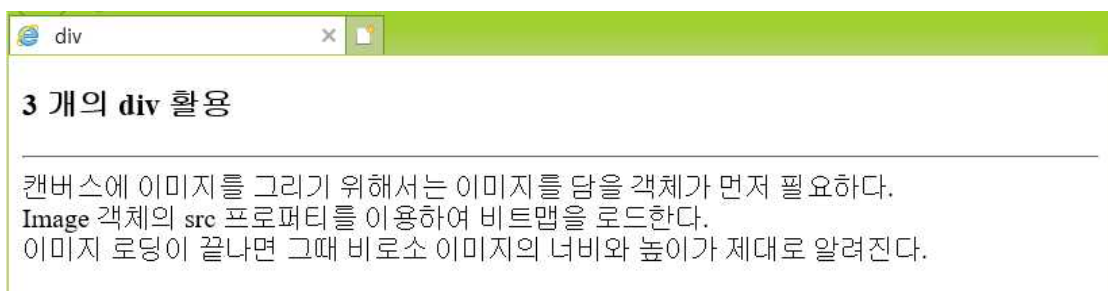 div
3 개의 div 활용
캔버스에 이미지를 그리기 위해서는 이미지를 담을 객체가 먼저 필요하다.
Image 객체의 src 프로퍼티를 이용하여 비트맵을 로드한다.
이미지 로딩이 끝나면 그때 비로소 이미지의 너비와 높이가 제대로 알려진다.